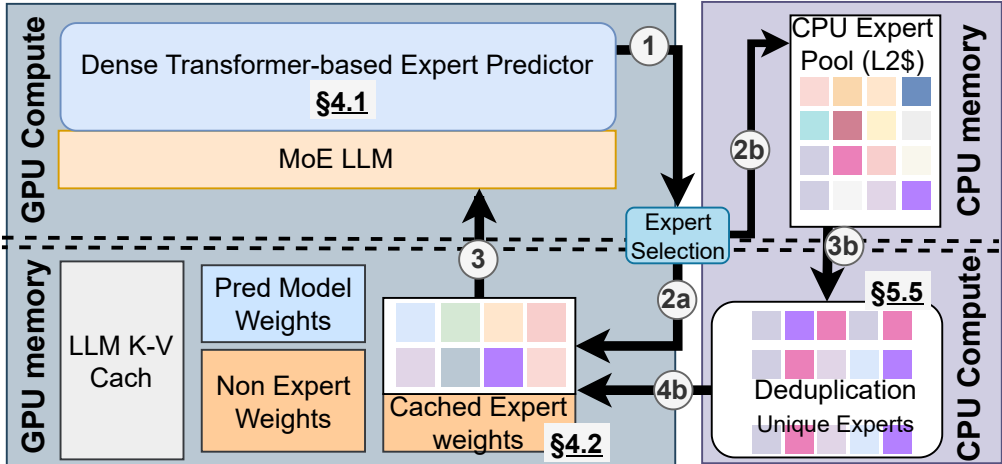 GPU Compute
Dense Transformer-based Expert Predictor
§4.1
MoE LLM
1
2b
CPU Expert
Pool (L2$)
CPU memory
Expert
Selection
3
2a
3b
GPU memory
LLM K-V
Cach
Pred Model
Weights
Non Expert
Weights
Cached Expert
weights
§4.2
4b
§5.5
Deduplication
Unique Experts
CPU Compute